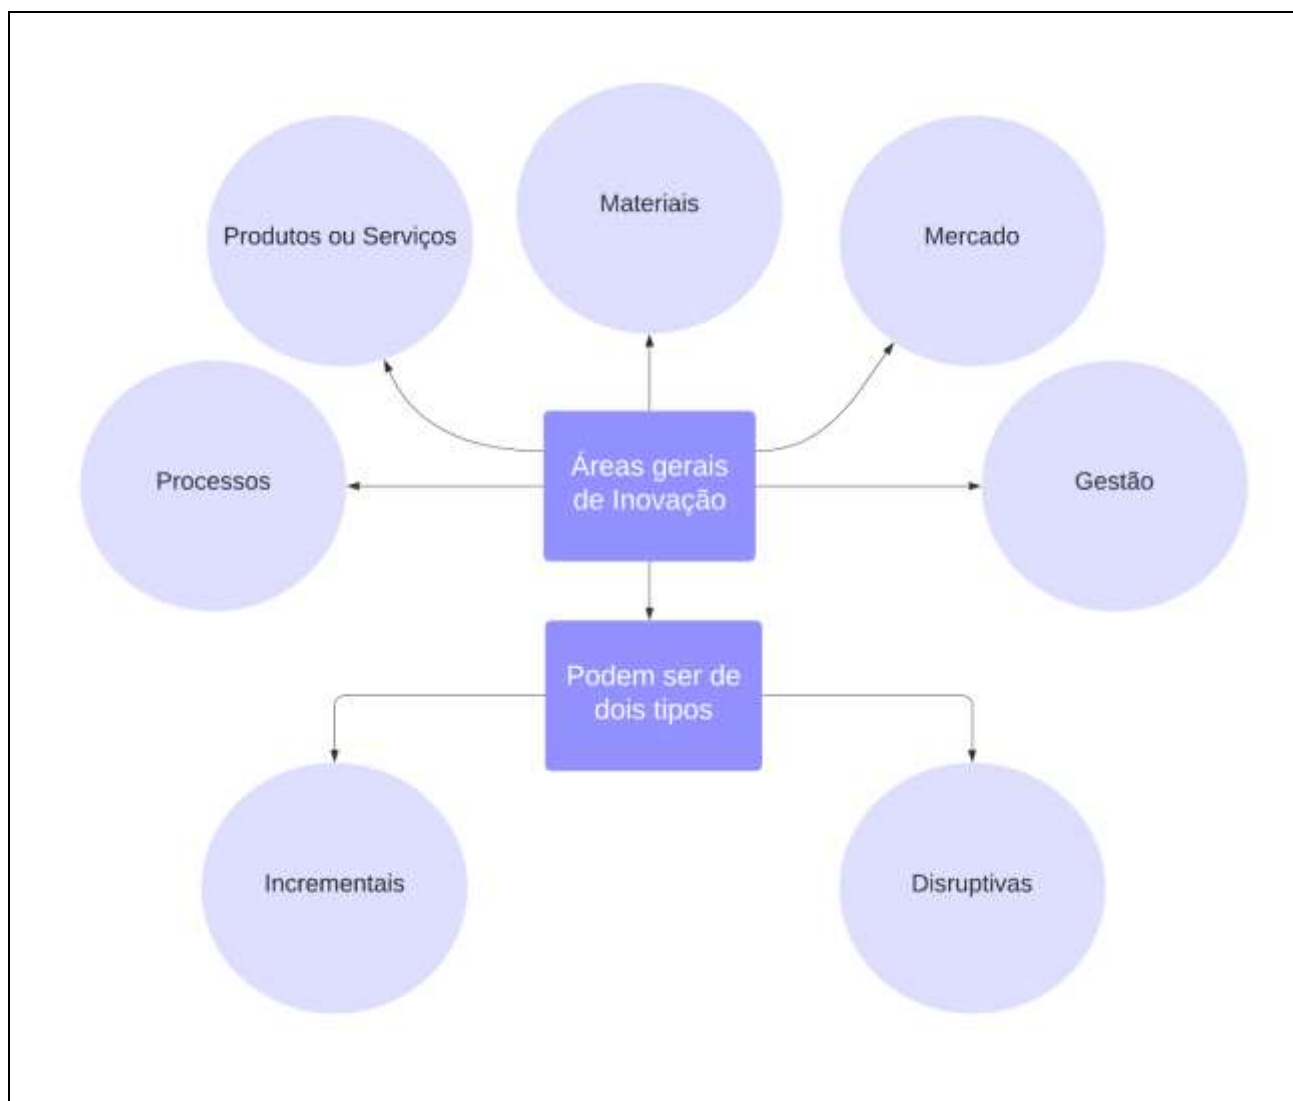 Materiais
Produtos ou Serviços
Mercado
Áreas gerais
de Inovação
Processos
Gestão
Podem ser de
dois tipos
Incrementais
Disruptivas